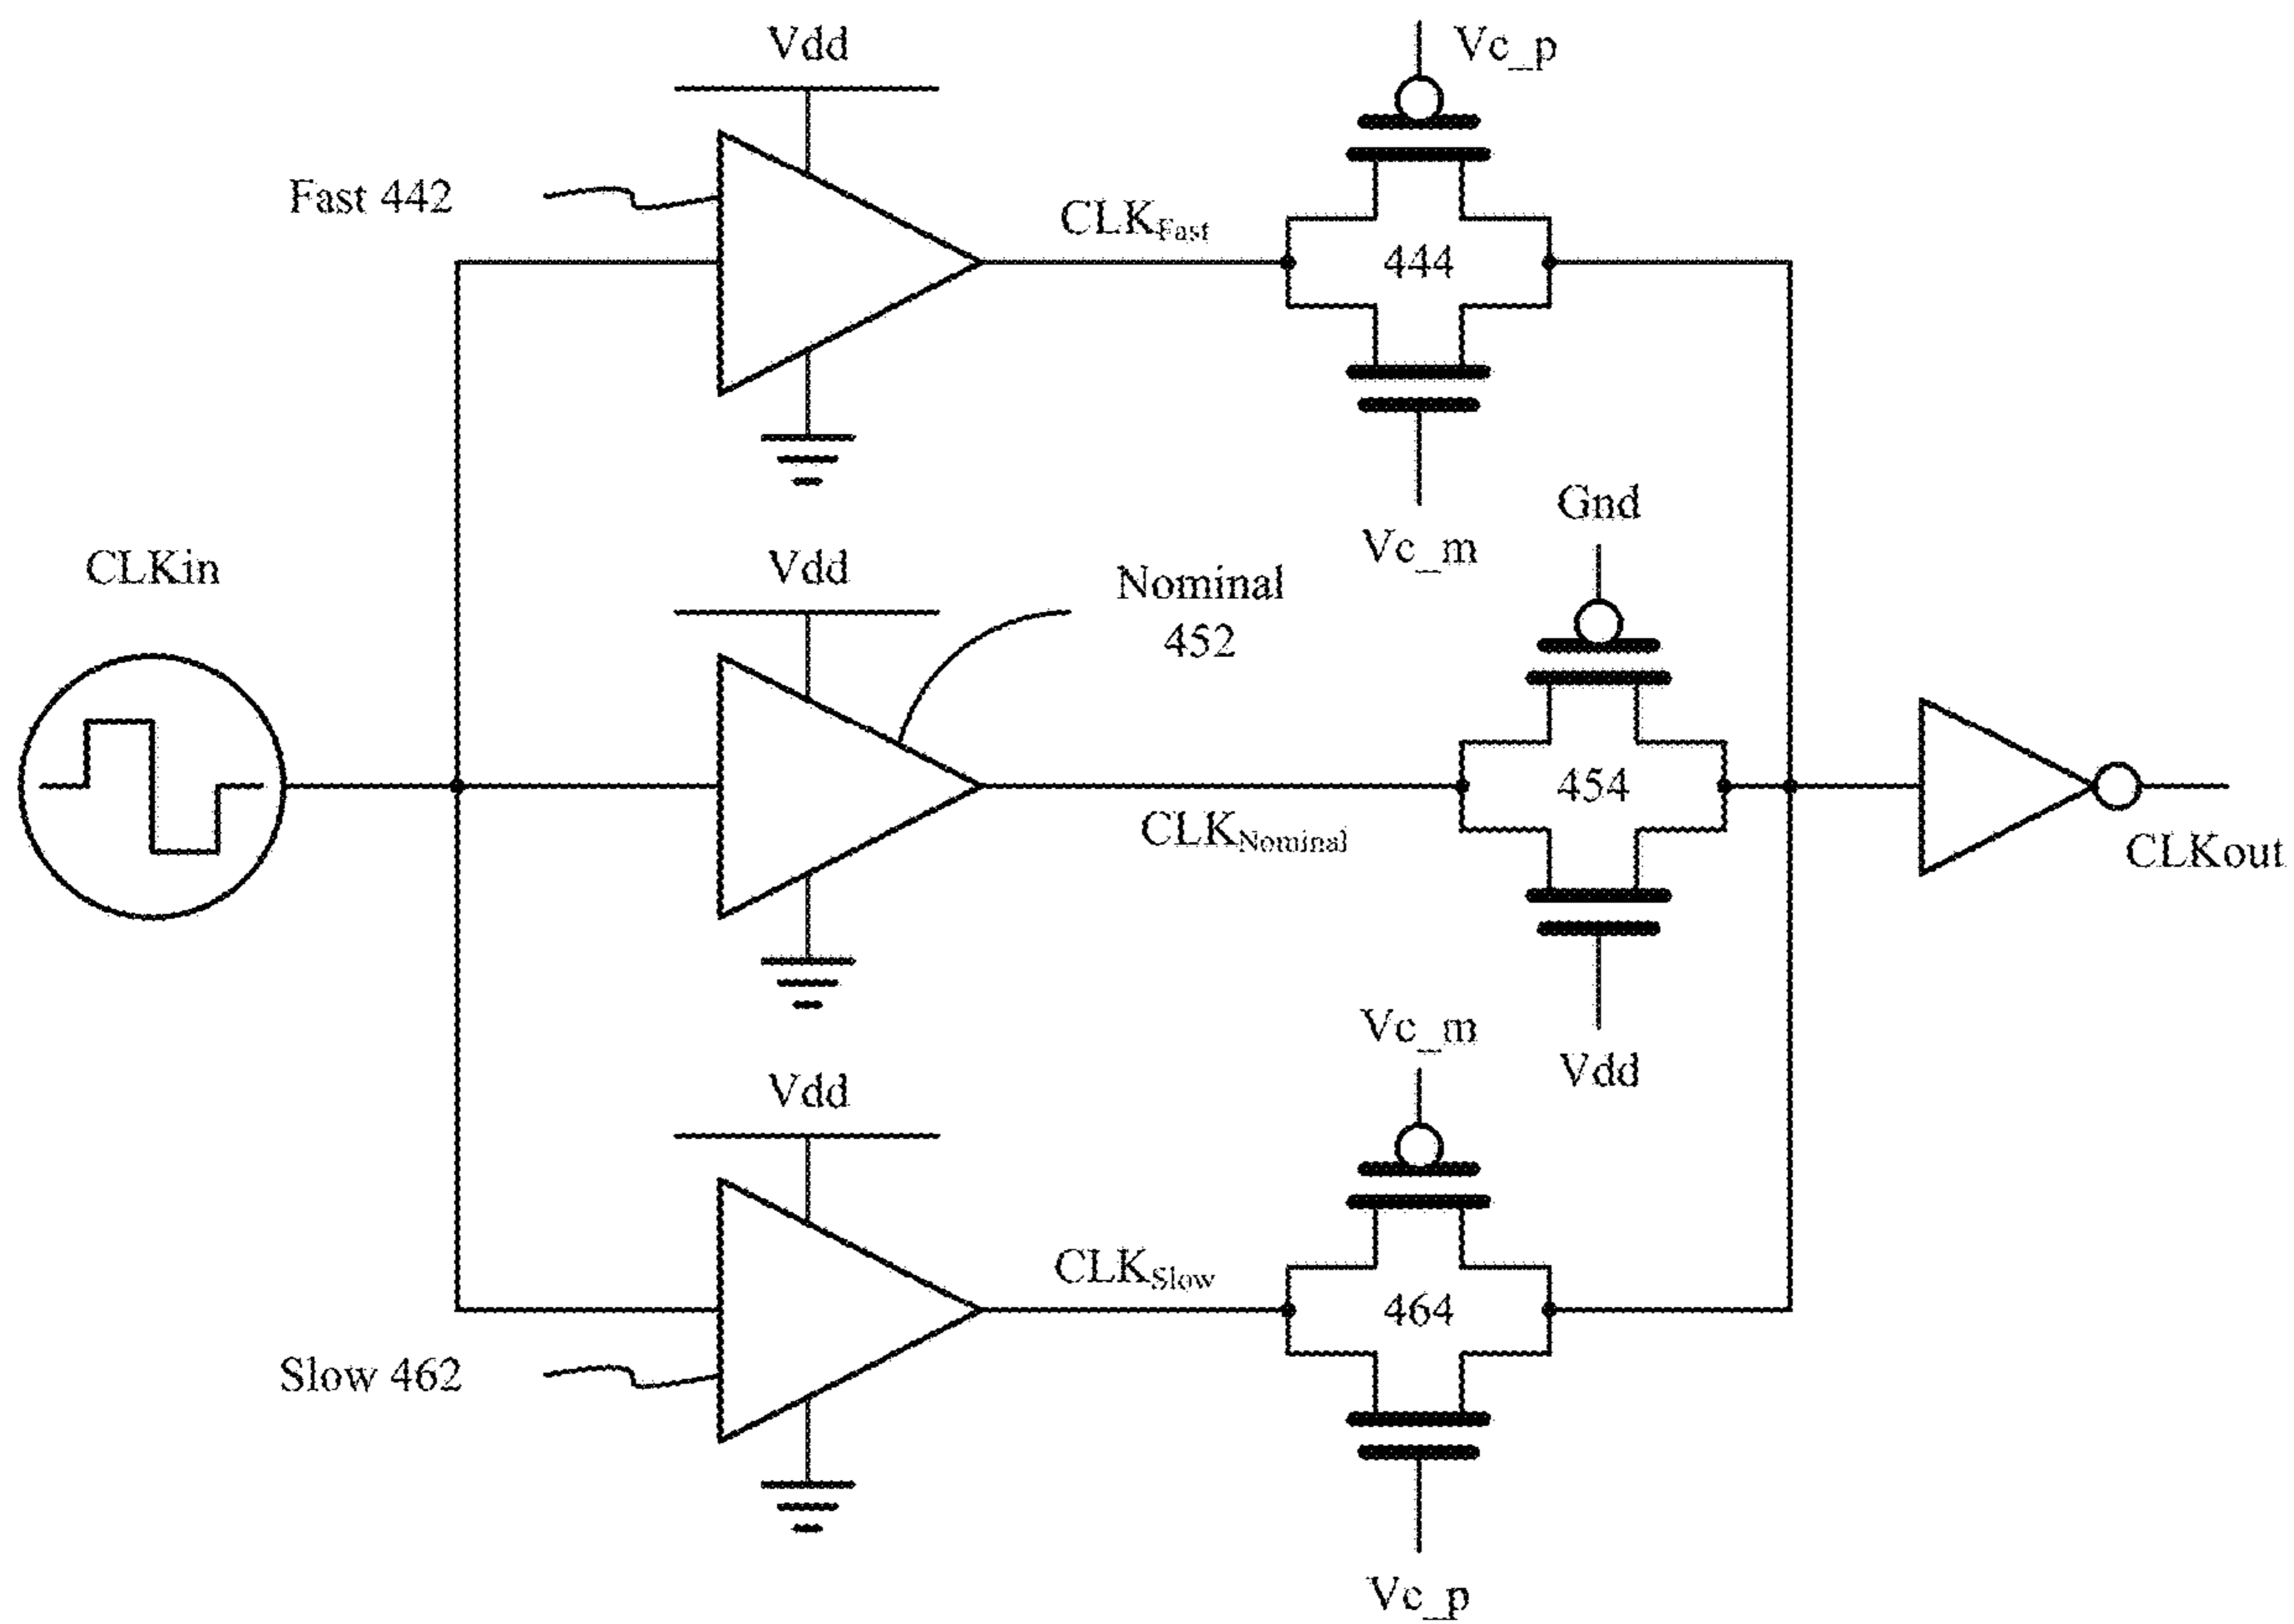 Vdd
Vc_p
Fast 442
CLKFast
444
Vc_m
Gnd
CLKin
Vdd
Nominal
452
454
CLKNominal
CLKout
Vc_m
Vdd
Vdd
CLKSlow
464
Slow 462
Vc_p